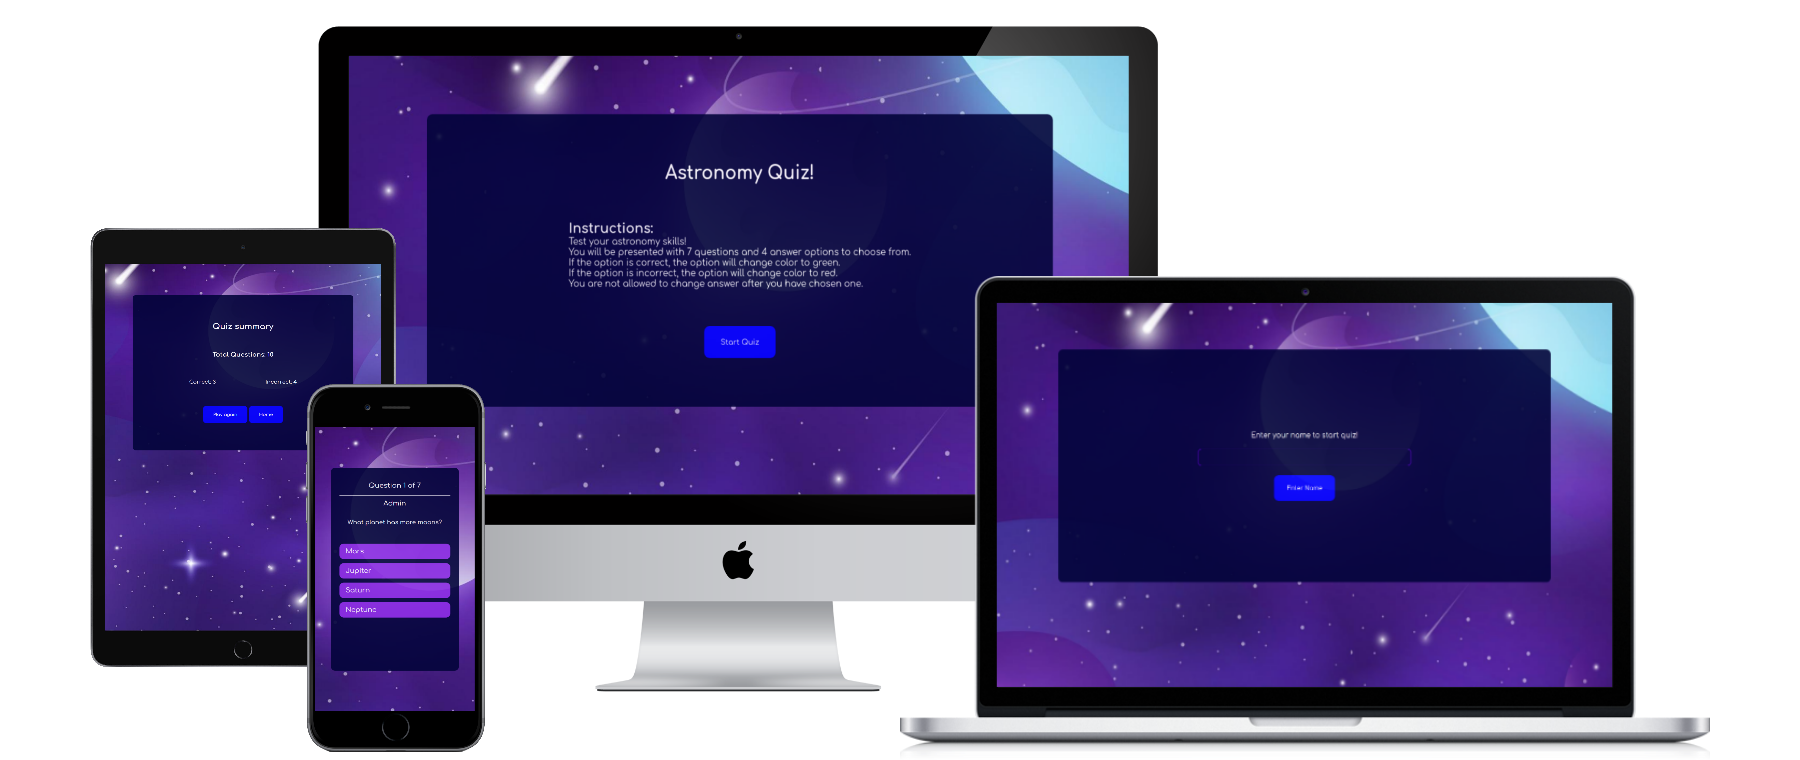 Astronomy Quiz!
Instructions:
Test your astronomy skills!
You will be presented with 7 questions and 4 answer options to choose from.
If the option is correct, the option will change color to green.
If the option is incorrect, the option will change color to red.
You are not allowed to change answer after you have chosen one.
Start Quiz
Quiz summary
Total Questions: 10
Correct: 3
Incorrect: 4
Play again
Home
Question 1 of 7
Admin
What planet has more moons?
Mars
Jupiter
Saturn
Neptune
Enter your name to start quiz!
Enter Name